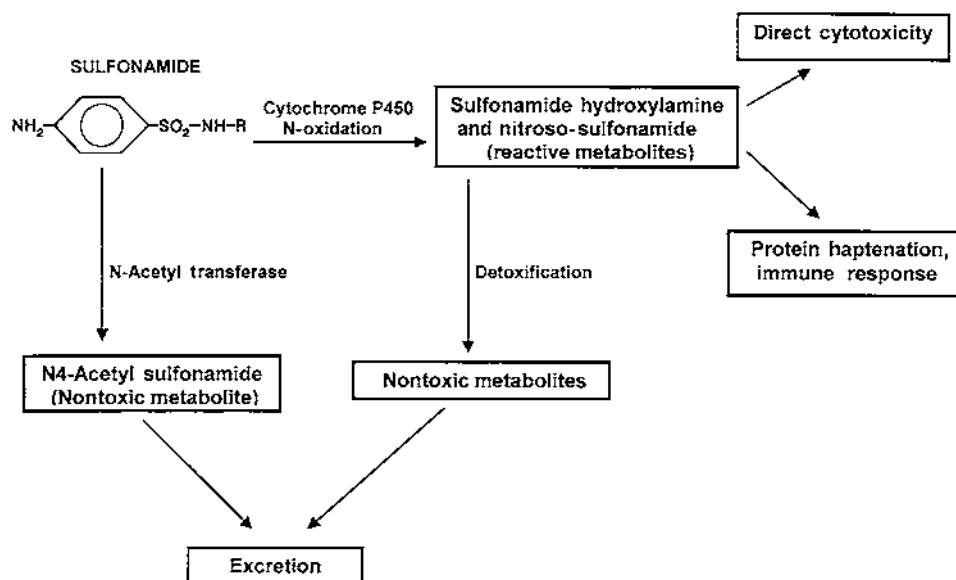 Direct cytotoxicity
SULFONAMIDE
NH₂
SO₂–NH–R
Cytochrome P450
N-oxidation
Sulfonamide hydroxylamine
and nitroso-sulfonamide
(reactive metabolites)
Protein haptenation,
immune response
N-Acetyl transferase
Detoxification
N4-Acetyl sulfonamide
(Nontoxic metabolite)
Nontoxic metabolites
Excretion